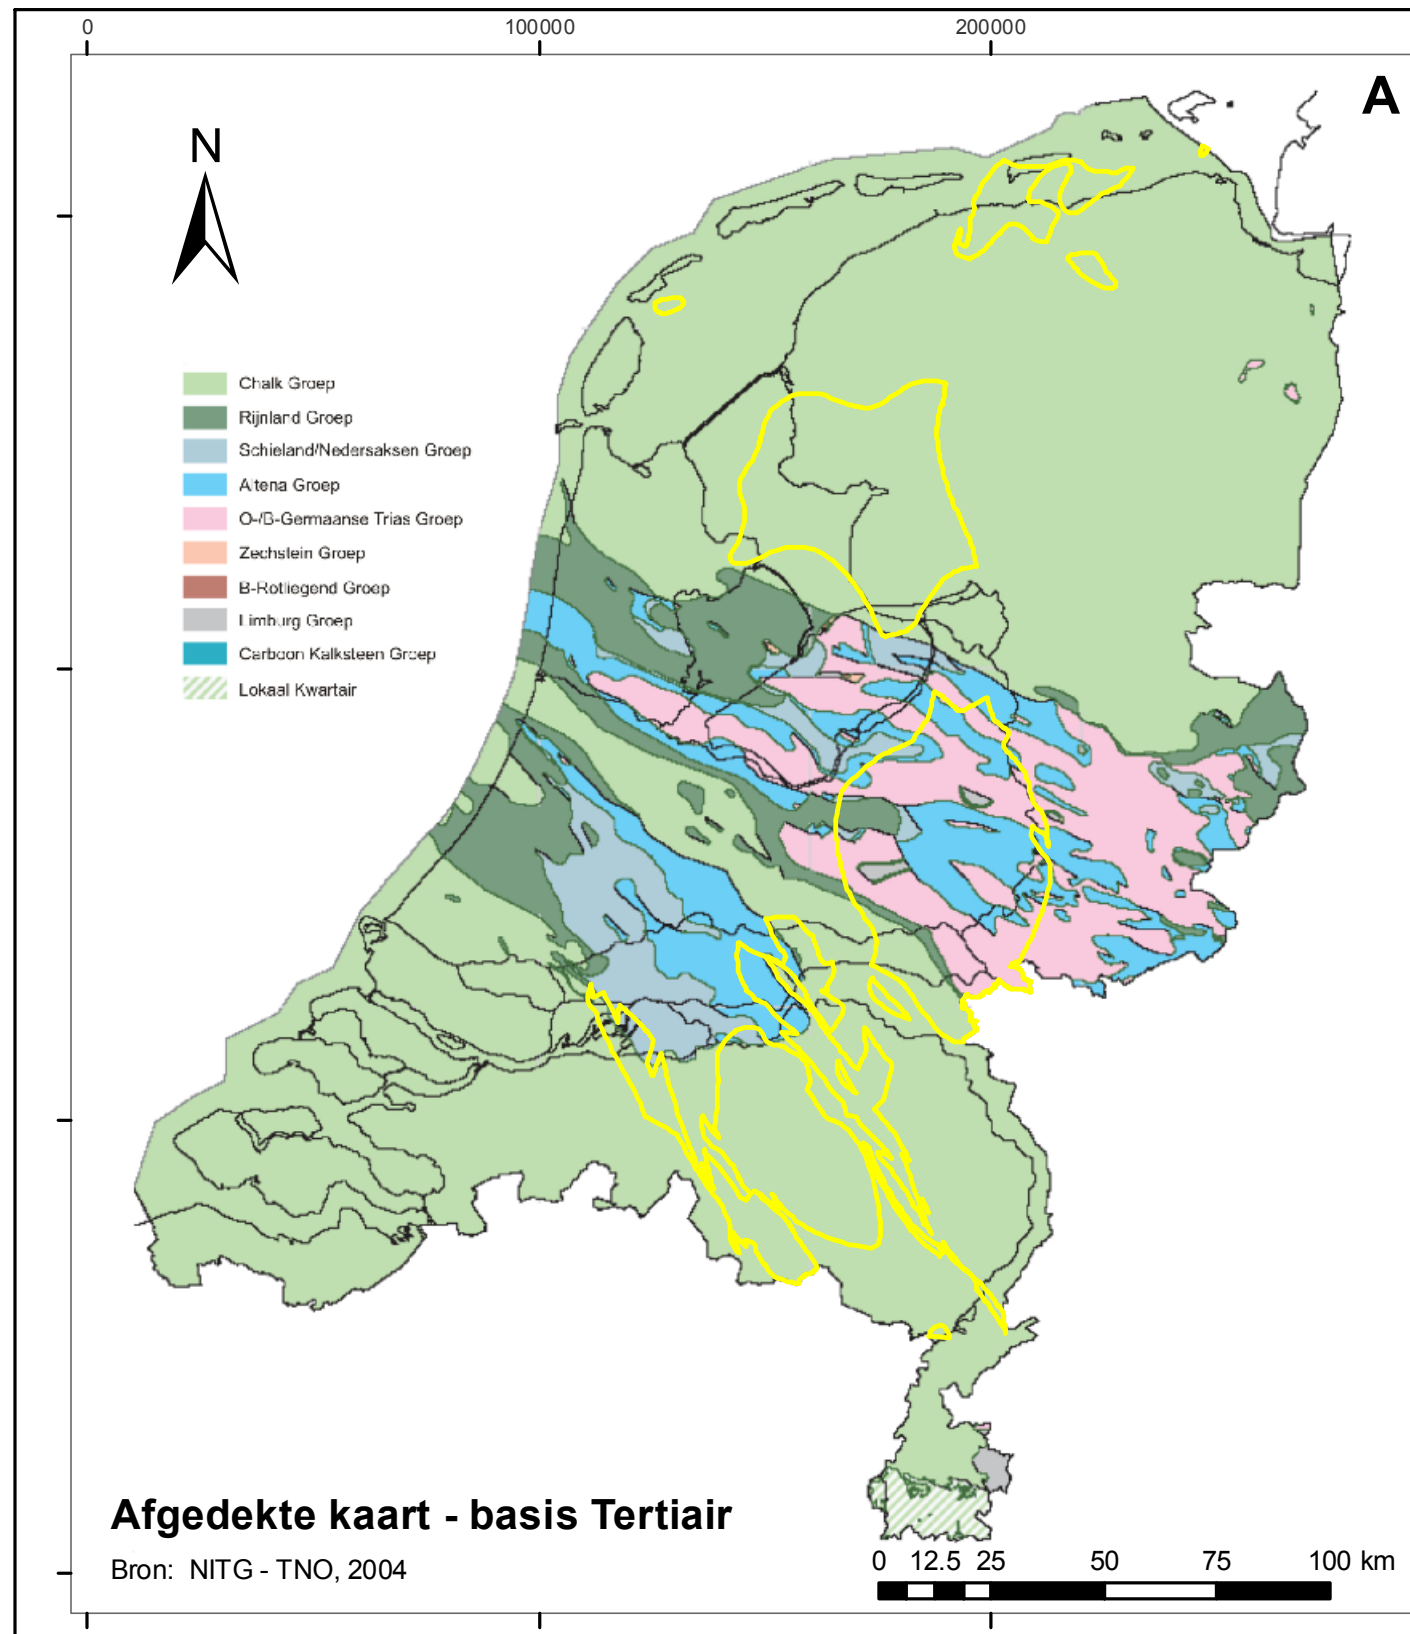 0
100000
200000
A
N
Chalk Groep
Rijnland Groep
Schieland/Nedersaksen Groep
Altena Groep
O-/B-Germaanse Trias Groep
Zechstein Groep
B-Rotliegend Groep
Limburg Groep
Carboon Kalksteen Groep
Lokaal Kwartair
Afgedekte kaart - basis Tertiair
Bron: NITG - TNO, 2004
0 12.5 25 50 75 100 km